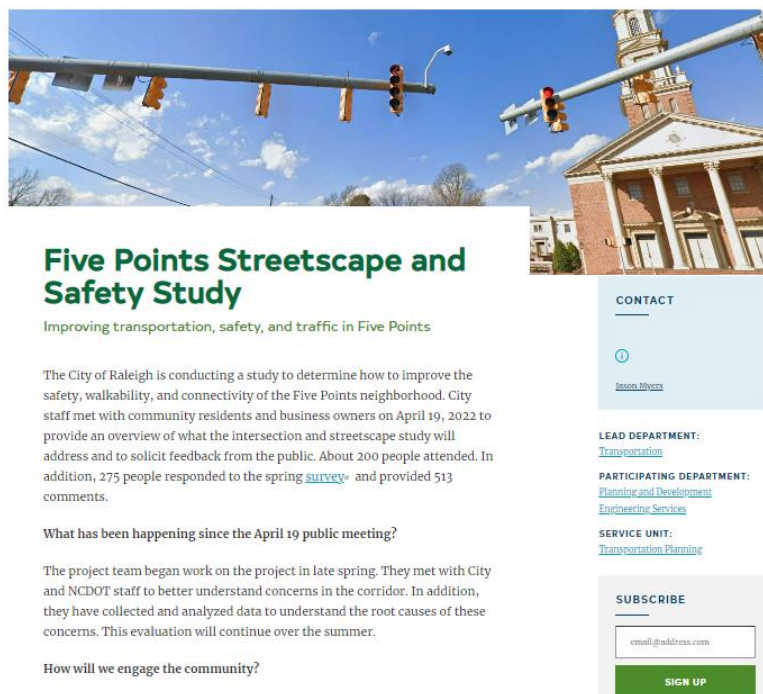 Five Points Streetscape and
Safety Study
Improving transportation, safety, and traffic in Five Points
The City of Raleigh is conducting a study to determine how to improve the
safety, walkability, and connectivity of the Five Points neighborhood. City
staff met with community residents and business owners on April 19, 2022 to
provide an overview of what the intersection and streetscape study will
address and to solicit feedback from the public. About 200 people attended. In
addition, 275 people responded to the spring survey and provided 513
comments.
What has been happening since the April 19 public meeting?
The project team began work on the project in late spring. They met with City
and NCDOT staff to better understand concerns in the corridor. In addition,
they have collected and analyzed data to understand the root causes of these
concerns. This evaluation will continue over the summer.
How will we engage the community?
CONTACT
Jason Myers
LEAD DEPARTMENT:
Transportation
PARTICIPATING DEPARTMENT:
Planning and Development
Engineering Services
SERVICE UNIT:
Transportation Planning
SUBSCRIBE
email@address.com
SIGN UP